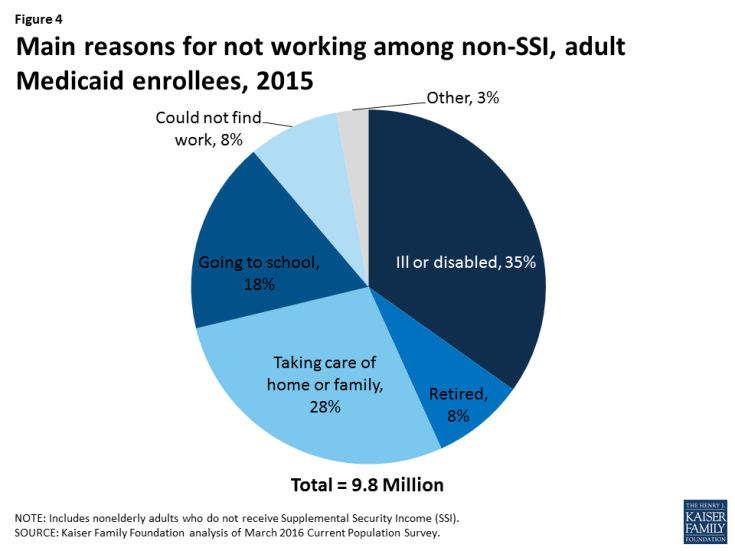 Figure 4
Main reasons for not working among non-SSI, adult
Medicaid enrollees, 2015
Other, 3%
Could not find
work, 8%
Going to school,
18%
Ill or disabled, 35%
Taking care of
home or family,
28%
Retired,
8%
Total = 9.8 Million
NOTE: Includes nonelderly adults who do not receive Supplemental Security Income (SSI).
SOURCE: Kaiser Family Foundation analysis of March 2016 Current Population Survey.
THE HENRY J.
KAISER
FAMILY
FOUNDATION